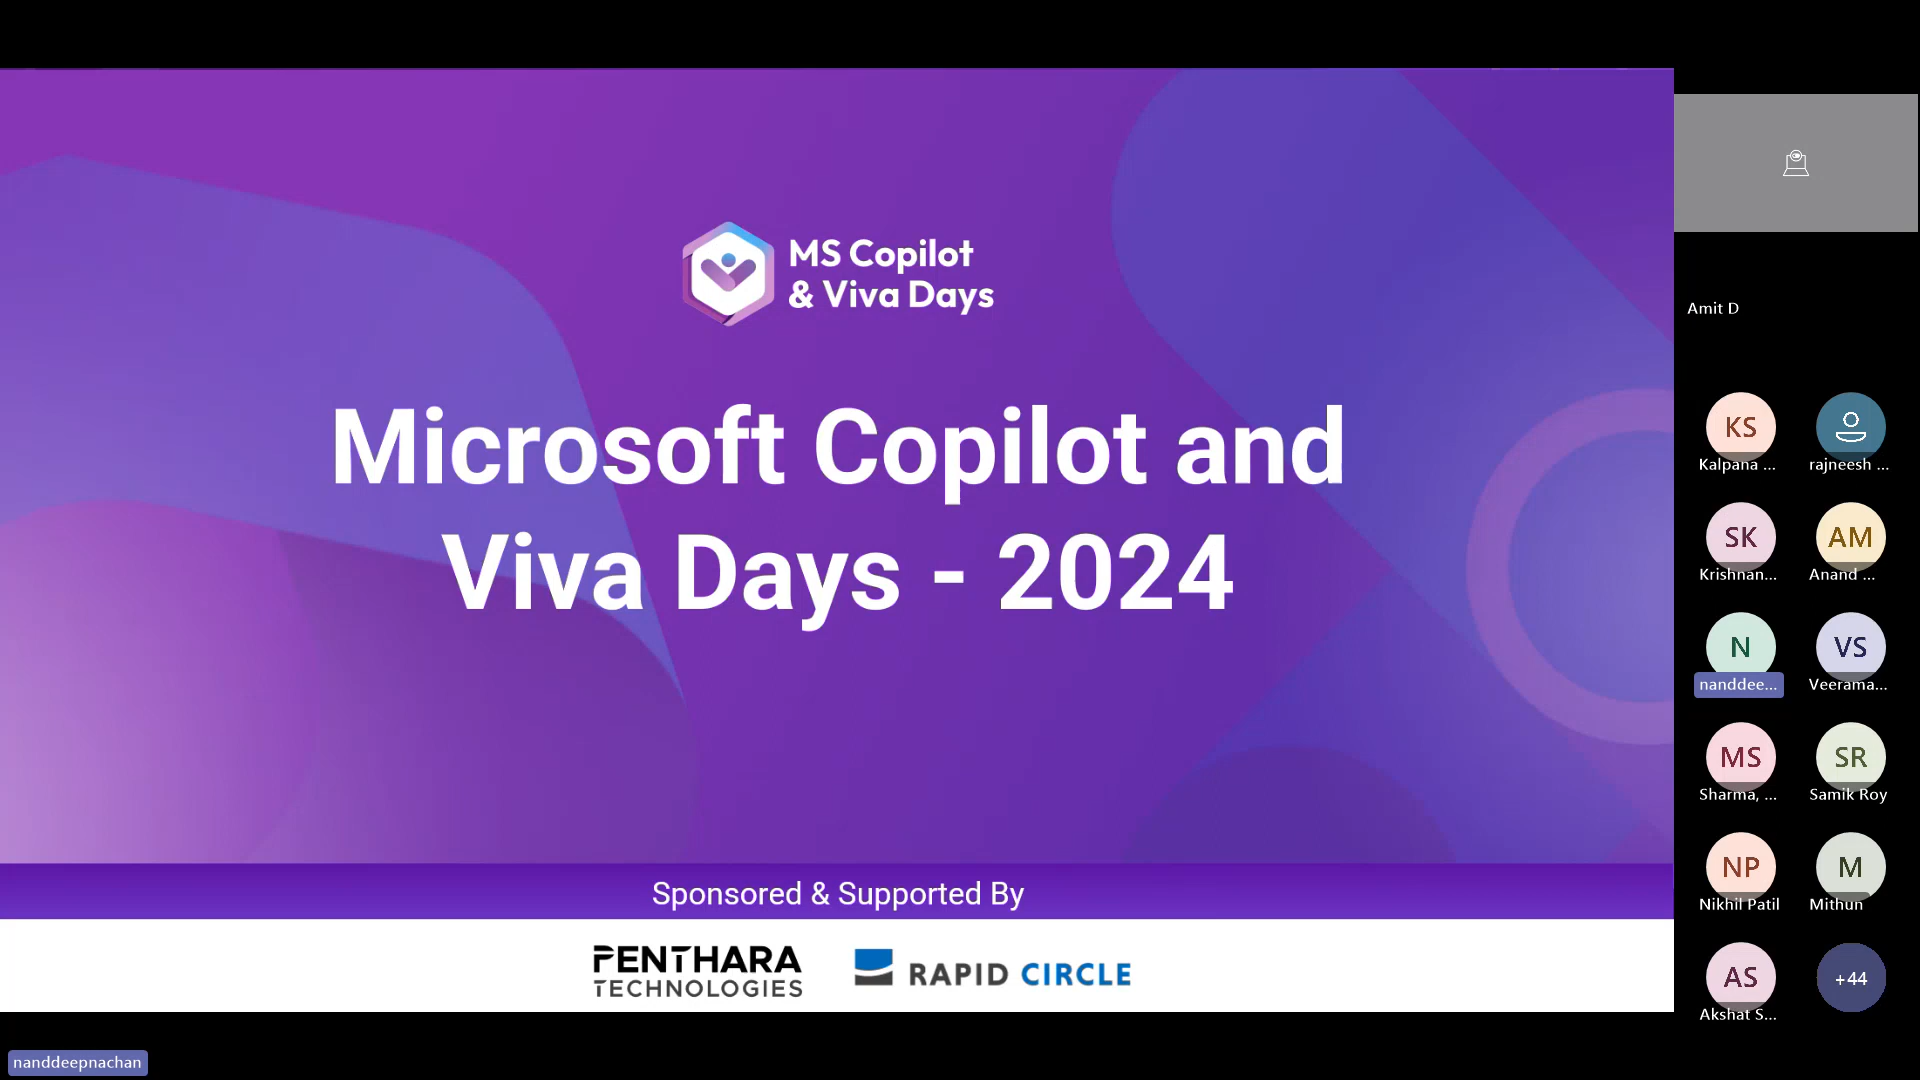 MS Copilot
& Viva Days
Microsoft Copilot and
Viva Days - 2024
Sponsored & Supported By
PENTHARA
TECHNOLOGIES
RAPID CIRCLE
nanddeepnachan
Amit D
KS
Kalpana ...
rajneesh ...
SK
Krishnan...
AM
Anand ...
N
nanddee...
VS
Veerama...
MS
Sharma, ...
SR
Samik Roy
NP
Nikhil Patil
M
Mithun
AS
Akshat S...
+44